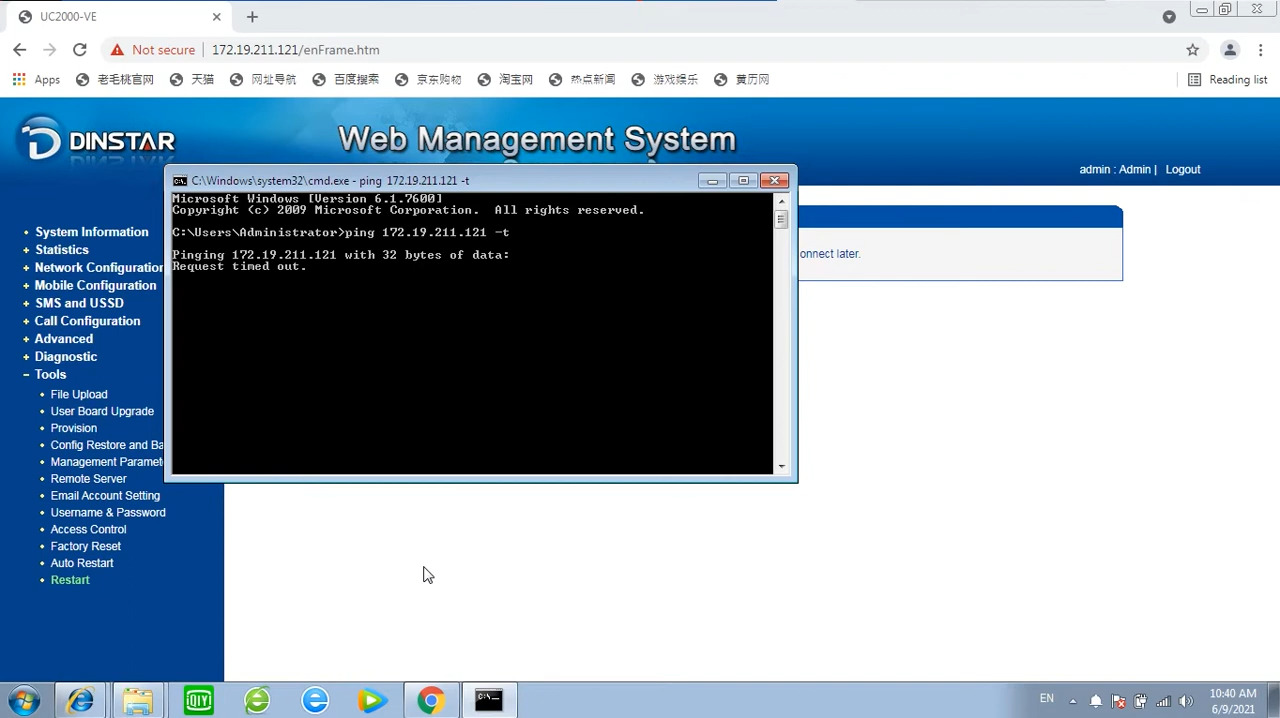 UC2000-VE
Not secure 172.19.211.121/enFrame.htm
Apps 老毛桃官网 天猫 网址导航 百度搜索 京东购物 淘宝网 热点新闻 游戏娱乐 黄历网 Reading list
DINSTAR
Web Management System
admin : Admin | Logout
C:\Windows\system32\cmd.exe - ping 172.19.211.121 -t
Microsoft Windows [Version 6.1.7600]
Copyright (c) 2009 Microsoft Corporation. All rights reserved.
C:\Users\Administrator>ping 172.19.211.121 -t
Pinging 172.19.211.121 with 32 bytes of data:
Request timed out.
onnect later.
+ System Information
+ Statistics
+ Network Configuration
+ Mobile Configuration
+ SMS and USSD
+ Call Configuration
+ Advanced
+ Diagnostic
− Tools
File Upload
User Board Upgrade
Provision
Config Restore and Ba
Management Paramet
Remote Server
Email Account Setting
Username & Password
Access Control
Factory Reset
Auto Restart
Restart
QIY
C:\
EN
10:40 AM
6/9/2021